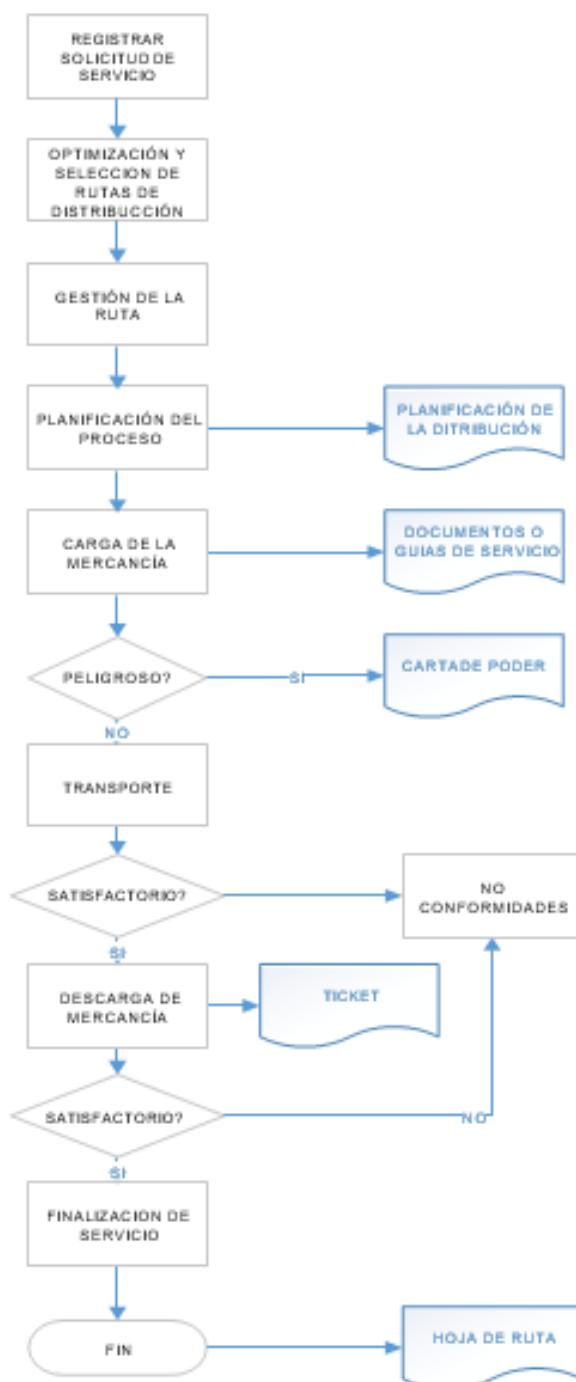 REGISTRAR
SOLICITUD DE
SERVICIO
OPTIMIZACIÓN Y
SELECCION DE
RUTAS DE
DISTRIBUCCIÓN
GESTIÓN DE LA
RUTA
PLANIFICACIÓN DEL
PROCESO
PLANIFICACIÓN DE
LA DITRIBUCIÓN
CARGA DE LA
MERCANCÍA
DOCUMENTOS O
GUIAS DE SERVICIO
PELIGROSO?
SI
CARTADE PODER
NO
TRANSPORTE
SATISFACTORIO?
NO
CONFORMIDADES
SI
DESCARGA DE
MERCANCÍA
TICKET
SATISFACTORIO?
NO
SI
FINALIZACION DE
SERVICIO
FIN
HOJA DE RUTA